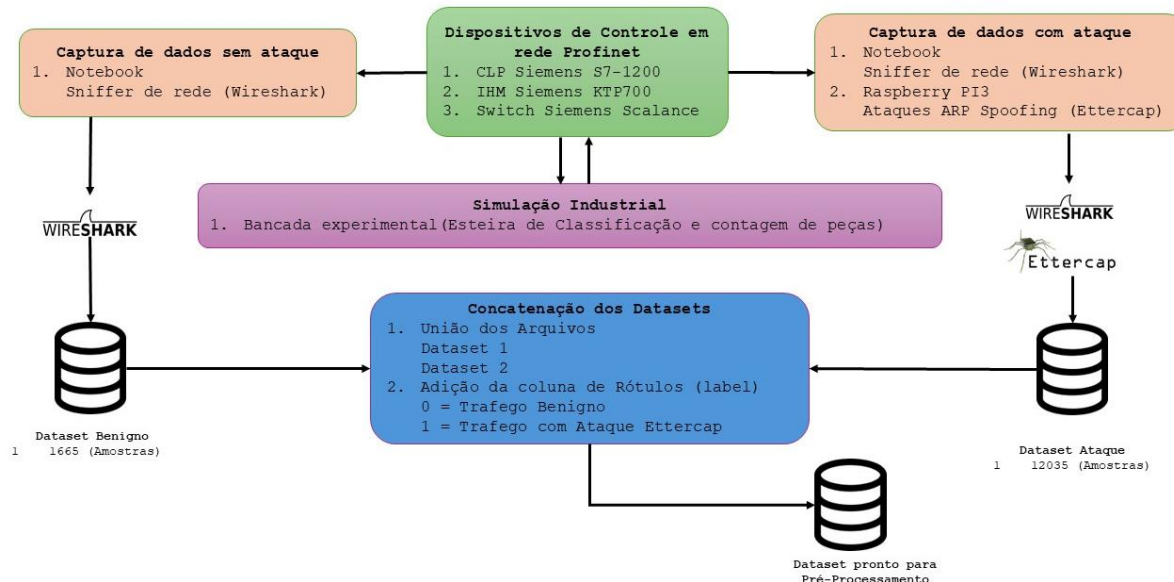 Captura de dados sem ataque
1. Notebook
Sniffer de rede (Wireshark)
Dispositivos de Controle em
rede Profinet
1. CLP Siemens S7-1200
2. IHM Siemens KTP700
3. Switch Siemens Scalance
Captura de dados com ataque
1. Notebook
Sniffer de rede (Wireshark)
2. Raspberry PI3
Ataques ARP Spoofing (Ettercap)
Simulação Industrial
1. Bancada experimental(Esteira de Classificação e contagem de peças)
WIRESHARK
WIRESHARK
Ettercap
Concatenação dos Datasets
1. União dos Arquivos
Dataset 1
Dataset 2
2. Adição da coluna de Rótulos (label)
0 = Trafego Benigno
1 = Trafego com Ataque Ettercap
Dataset Benigno
1 1665 (Amostras)
Dataset Ataque
1 12035 (Amostras)
Dataset pronto para
Pré-Processamento